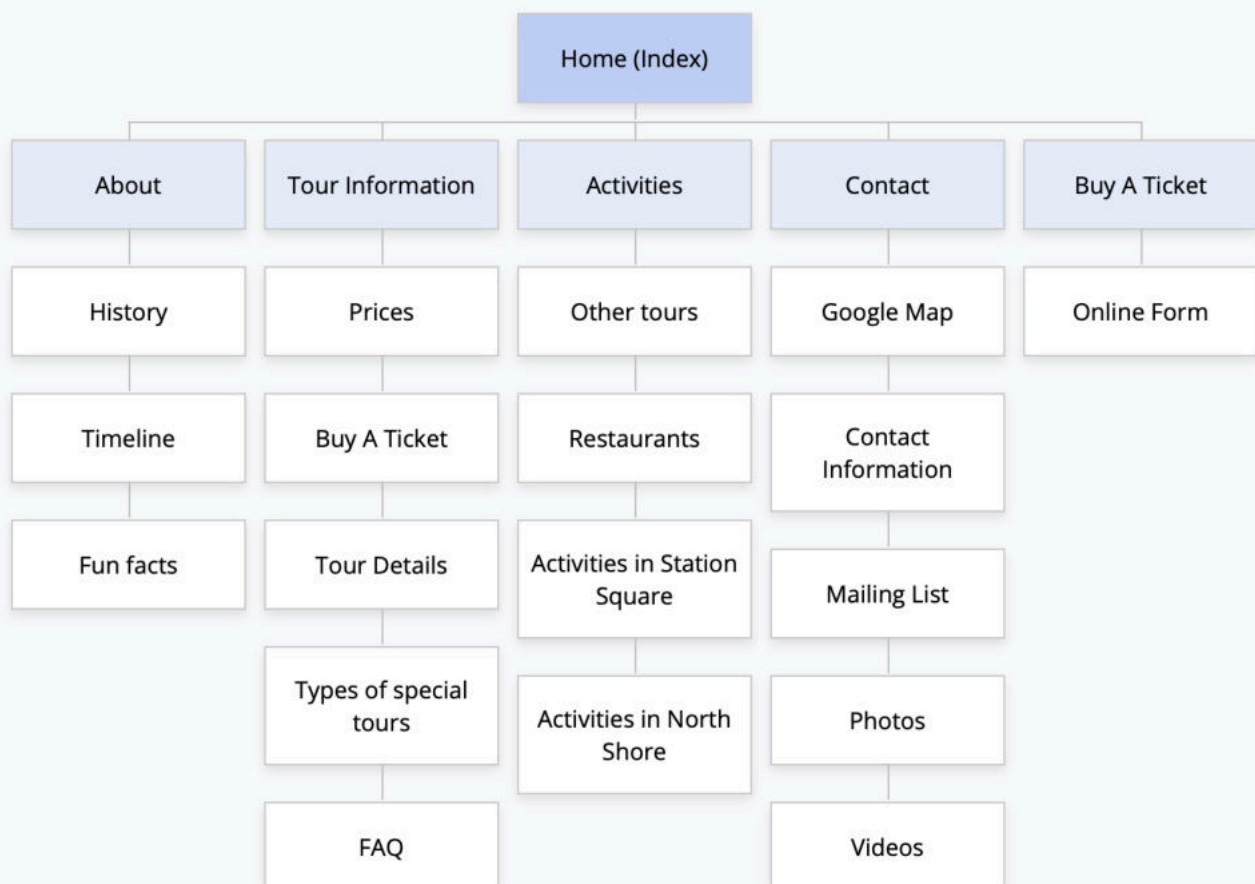 Home (Index)
About
Tour Information
Activities
Contact
Buy A Ticket
History
Prices
Other tours
Google Map
Online Form
Timeline
Buy A Ticket
Restaurants
Contact
Information
Fun facts
Tour Details
Activities in Station
Square
Mailing List
Types of special
tours
Activities in North
Shore
Photos
FAQ
Videos